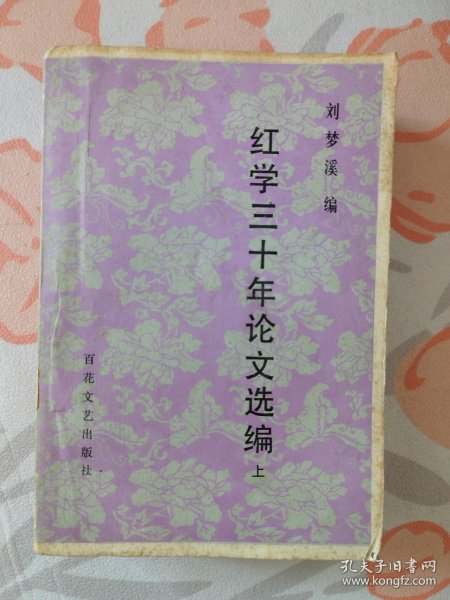 刘梦溪 编
红学三十年论文选编 上
百花文艺出版社
孔夫子旧书网
www.kongfz.com